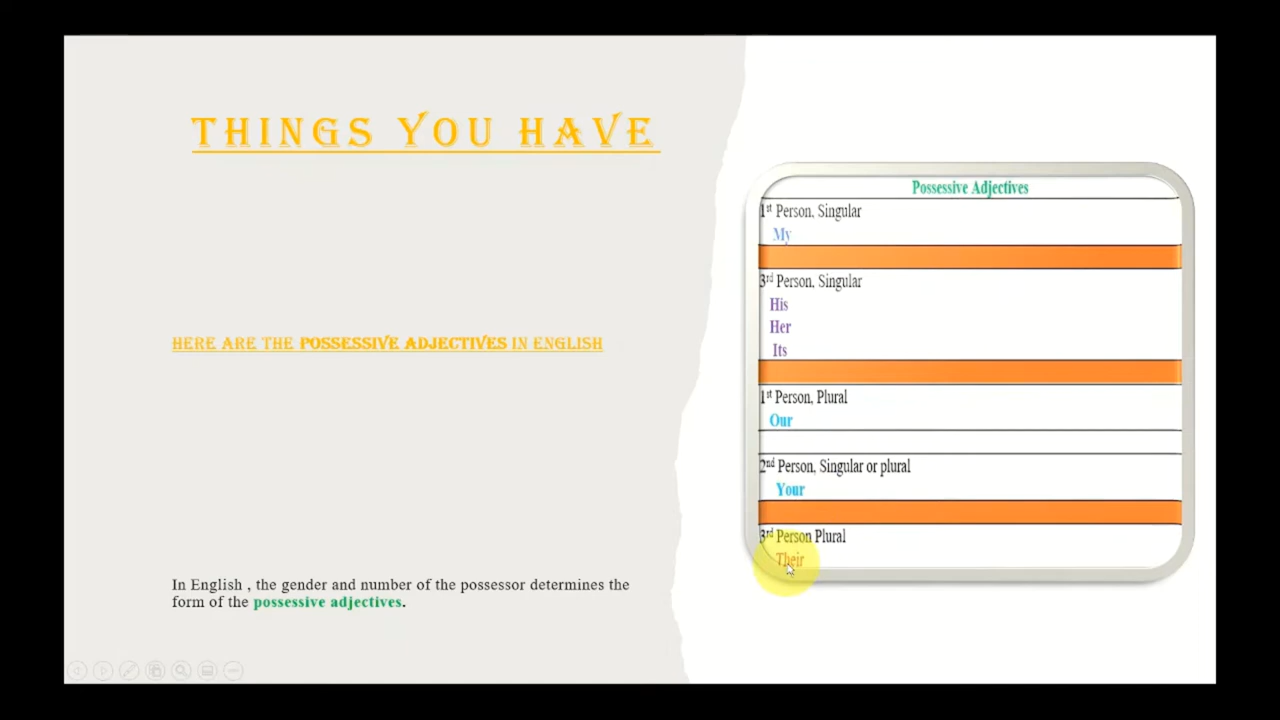 THINGS YOU HAVE
HERE ARE THE POSSESSIVE ADJECTIVES IN ENGLISH
In English , the gender and number of the possessor determines the
form of the possessive adjectives.
Possessive Adjectives
1st Person, Singular
My
3rd Person, Singular
His
Her
Its
1st Person, Plural
Our
2nd Person, Singular or plural
Your
3rd Person Plural
Their